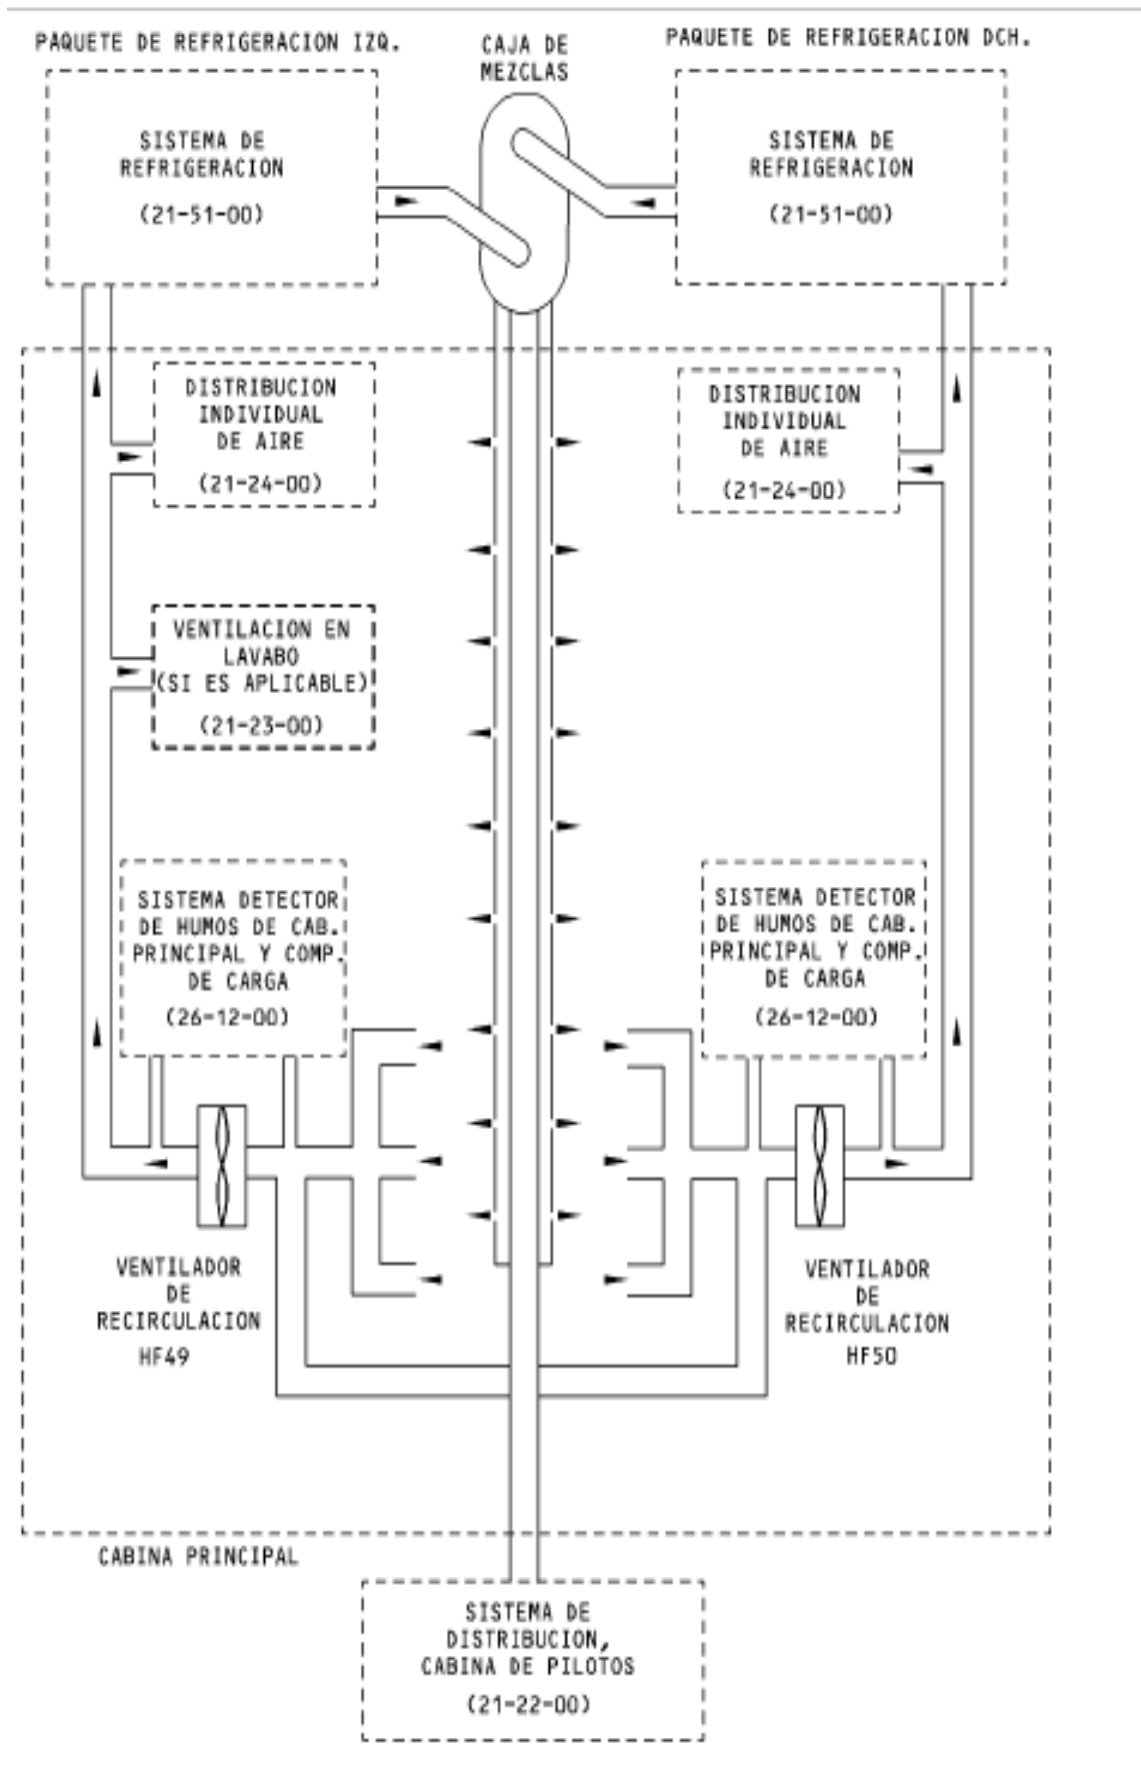 PAQUETE DE REFRIGERACION IZQ.
CAJA DE
MEZCLAS
PAQUETE DE REFRIGERACION DCH.
SISTEMA DE
REFRIGERACION
(21-51-00)
SISTEMA DE
REFRIGERACION
(21-51-00)
DISTRIBUCION
INDIVIDUAL
DE AIRE
(21-24-00)
DISTRIBUCION
INDIVIDUAL
DE AIRE
(21-24-00)
VENTILACION EN
LAVABO
(SI ES APLICABLE)
(21-23-00)
SISTEMA DETECTOR
DE HUMOS DE CAB.
PRINCIPAL Y COMP.
DE CARGA
(26-12-00)
SISTEMA DETECTOR
DE HUMOS DE CAB.
PRINCIPAL Y COMP.
DE CARGA
(26-12-00)
VENTILADOR
DE
RECIRCULACION
HF49
VENTILADOR
DE
RECIRCULACION
HF50
CABINA PRINCIPAL
SISTEMA DE
DISTRIBUCION,
CABINA DE PILOTOS
(21-22-00)